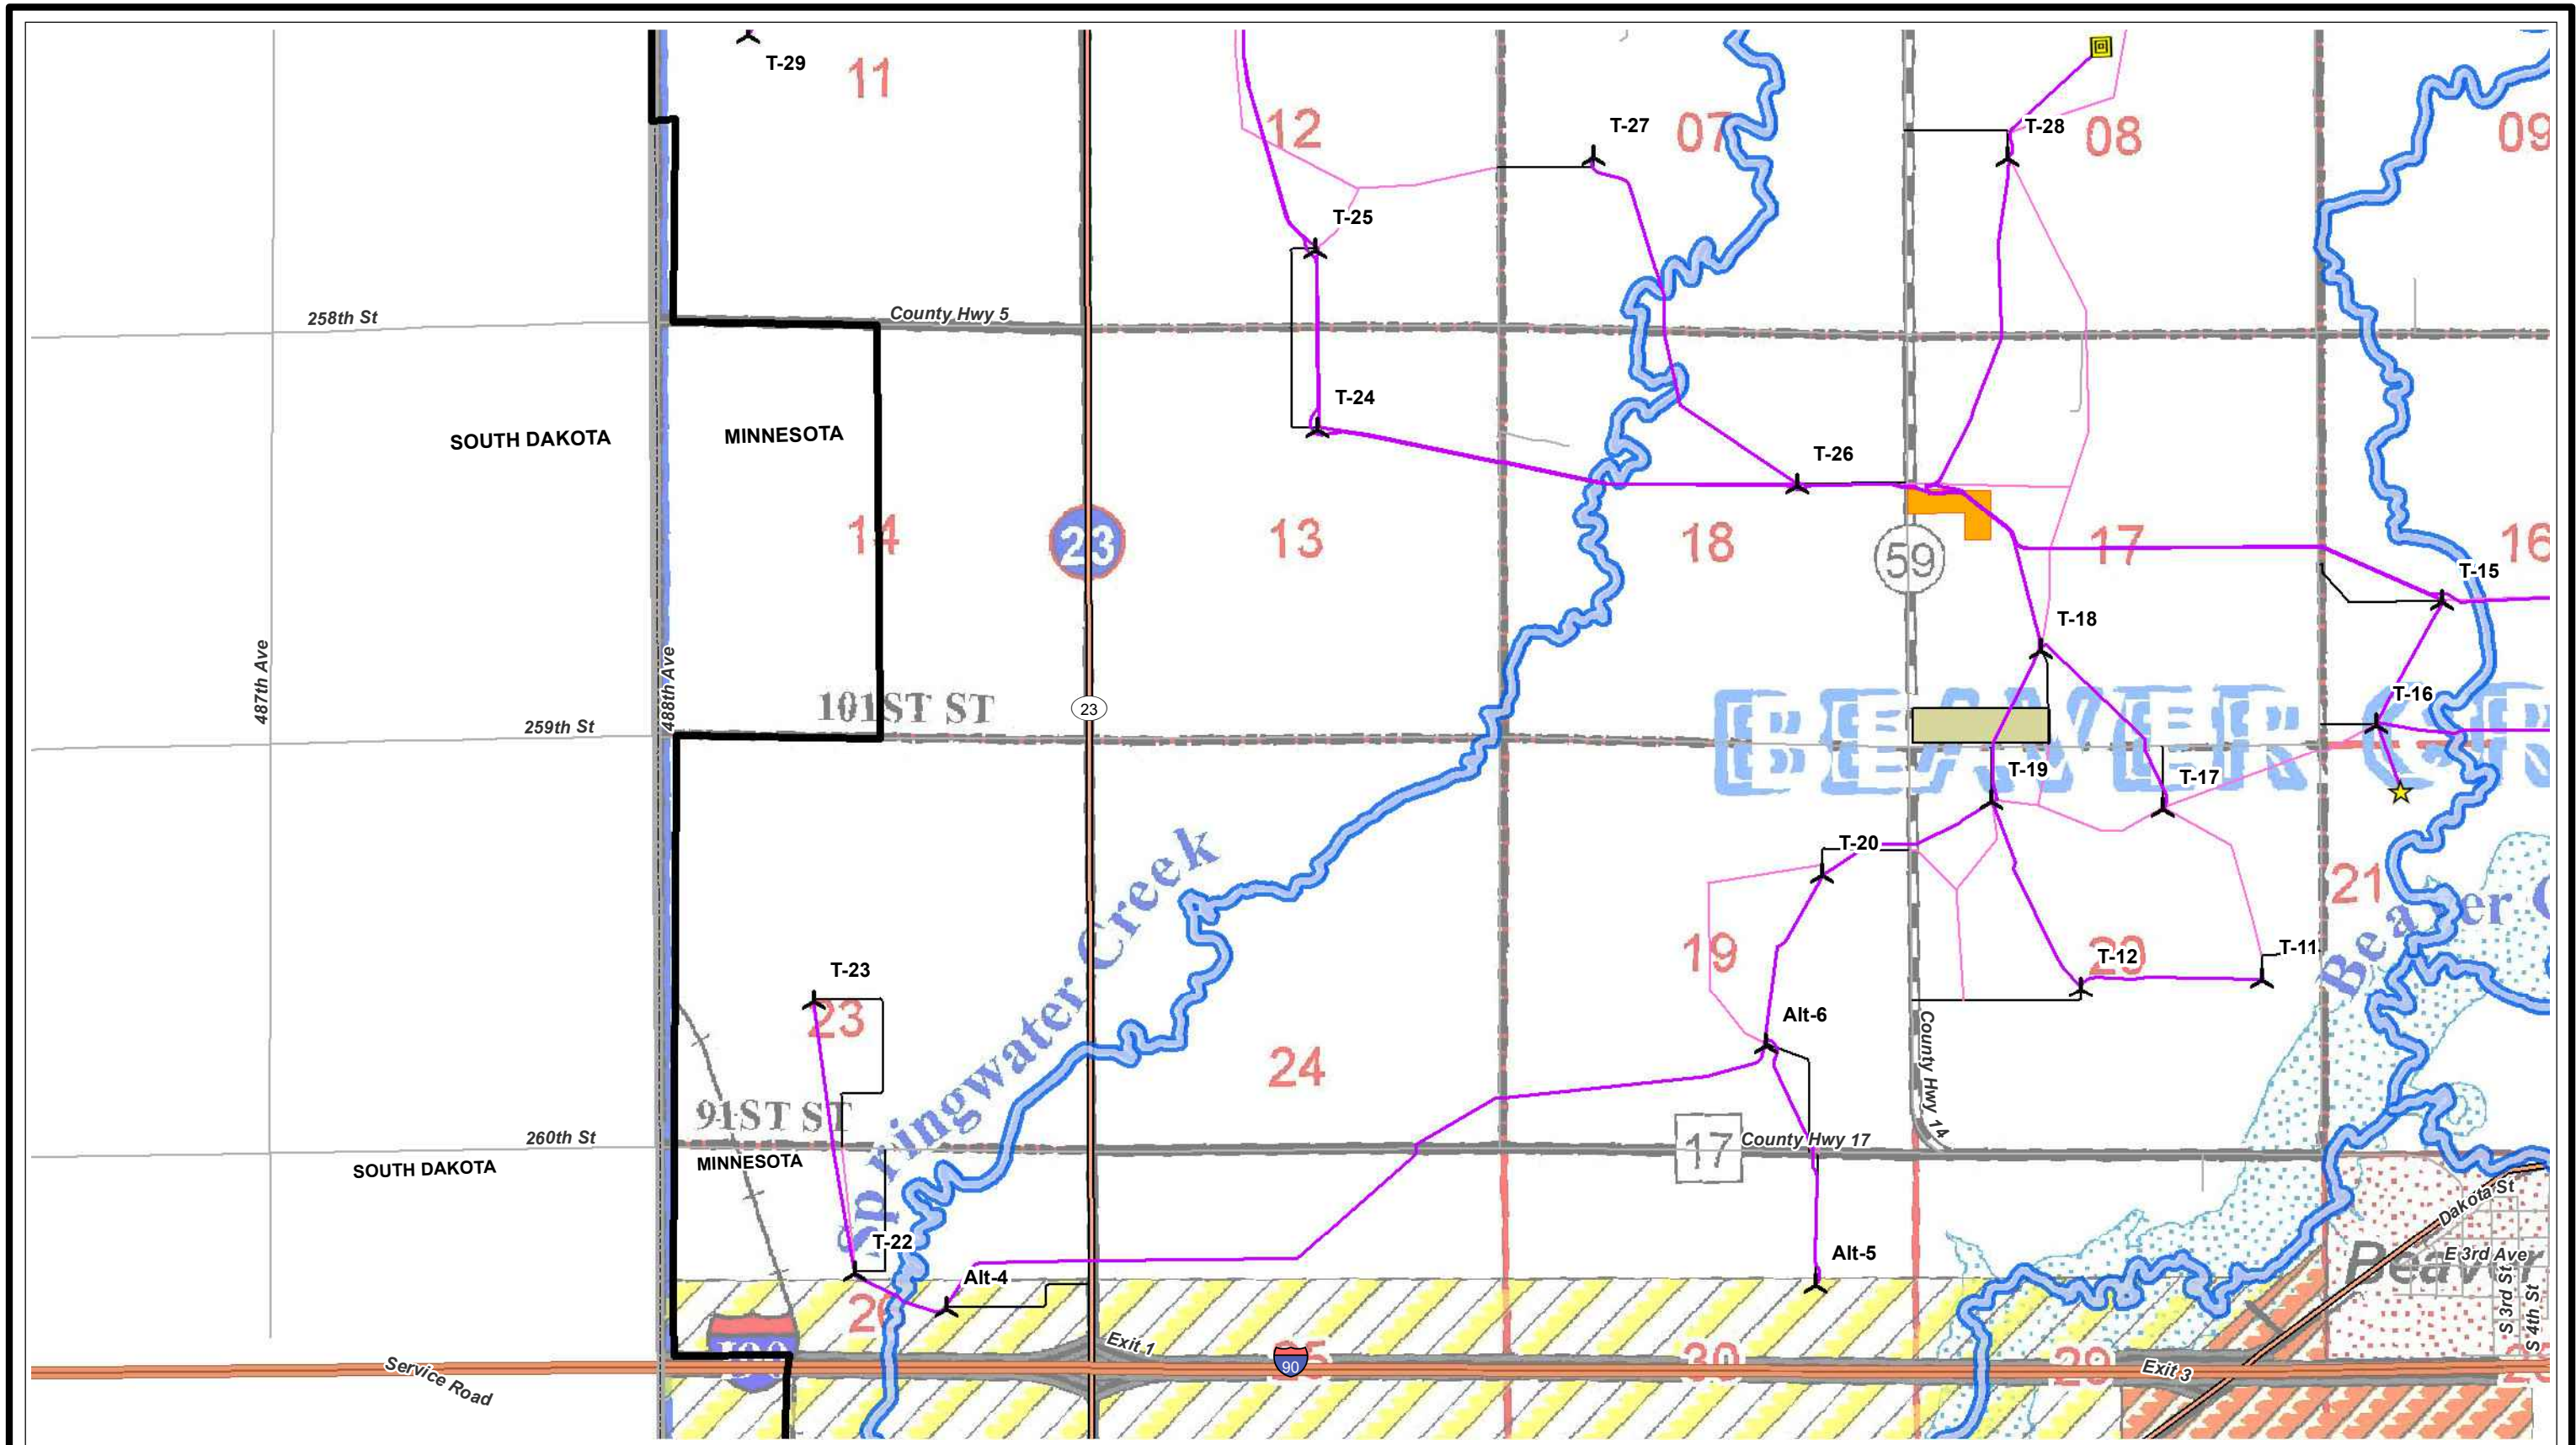 T-29
11
12
T-27
07
T-28
08
09
T-25
258th St
County Hwy 5
T-24
SOUTH DAKOTA
MINNESOTA
T-26
14
23
13
18
59
17
16
T-15
T-18
487th Ave
488th Ave
101ST ST
23
259th St
T-16
BEAVER CR
T-19
T-17
T-20
Springwater Creek
21
Beaver C
19
T-23
23
T-12
T-11
Alt-6
24
County Hwy 14
91ST ST
260th St
17
County Hwy 17
SOUTH DAKOTA
MINNESOTA
Dakota St
T-22
Alt-4
Alt-5
Beaver
E 3rd Ave
S 3rd St
S 4th St
Exit 1
90
30
29
Exit 3
Service Road